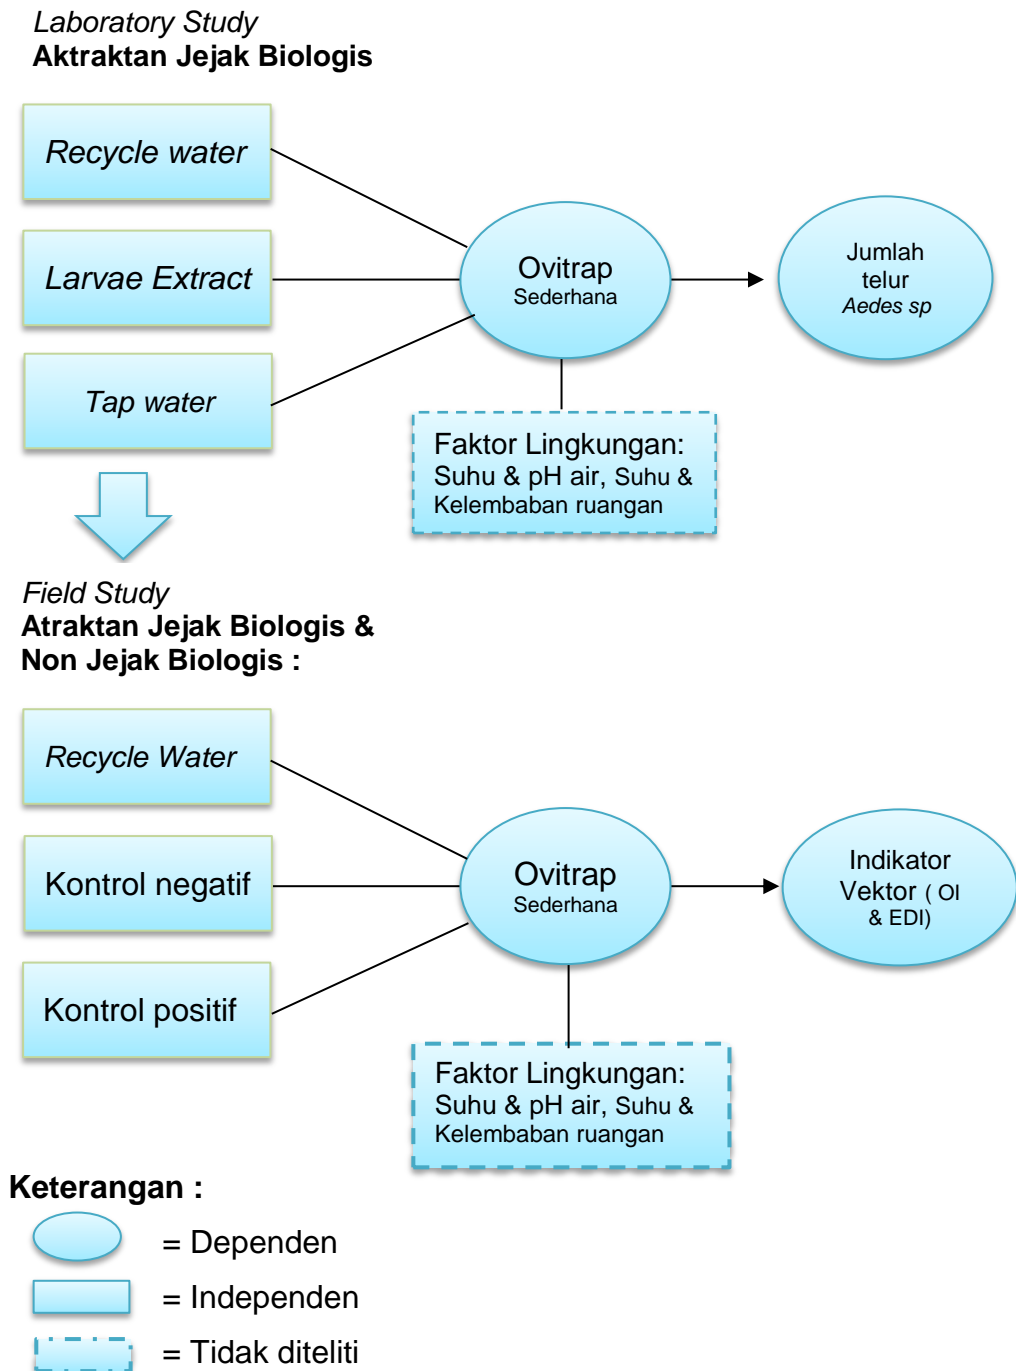 Laboratory Study
Aktraktan Jejak Biologis
Recycle water
Larvae Extract
Tap water
Ovitrap
Sederhana
Jumlah
telur
Aedes sp
Faktor Lingkungan:
Suhu & pH air, Suhu &
Kelembaban ruangan
Field Study
Atraktan Jejak Biologis &
Non Jejak Biologis :
Recycle Water
Kontrol negatif
Kontrol positif
Ovitrap
Sederhana
Indikator
Vektor ( OI
& EDI)
Faktor Lingkungan:
Suhu & pH air, Suhu &
Kelembaban ruangan
Keterangan :
= Dependen
= Independen
= Tidak diteliti